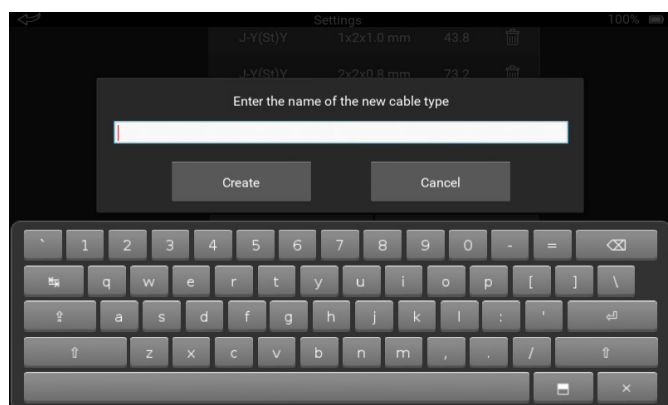 Settings 100%
J-Y(St)Y 1x2x1.0 mm 43.8
J-Y(St)Y 2x2x0.8 mm 73.2
Enter the name of the new cable type
Create Cancel
` 1 2 3 4 5 6 7 8 9 0 - =
q w e r t y u i o p [ ] \
a s d f g h j k l : '
z x c v b n m , . /